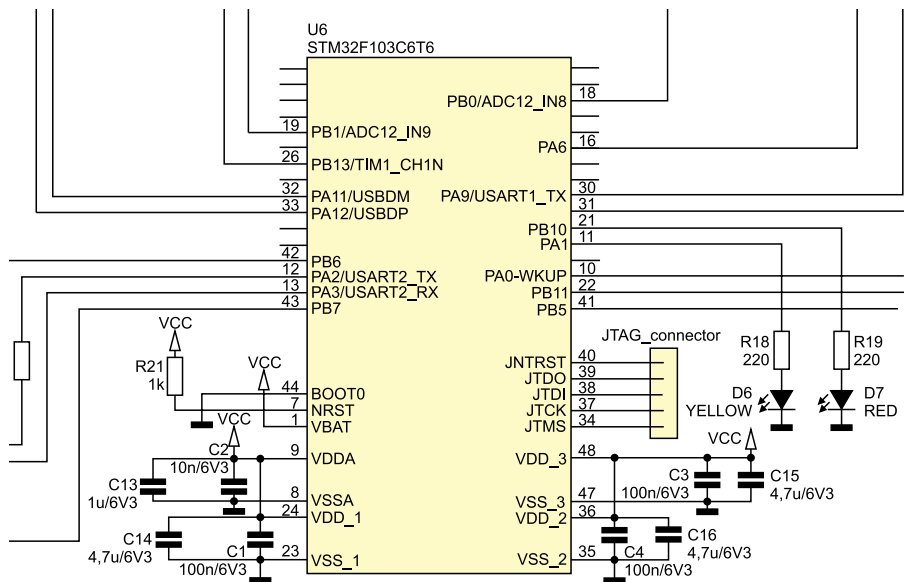 U6
STM32F103C6T6
18
PB0/ADC12_IN8
19
PB1/ADC12_IN9
16
PA6
26
PB13/TIM1_CH1N
32
PA11/USBDM
30
PA9/USART1_TX
33
PA12/USBDP
31
21
PB10
11
PA1
42
PB6
12
PA2/USART2_TX
10
PA0-WKUP
13
PA3/USART2_RX
22
PB11
43
PB7
41
PB5
VCC
R21
1k
VCC
JTAG_connector
R18
220
R19
220
40
JNTRST
39
JTDO
38
JTDI
37
JTCK
34
JTMS
44
BOOT0
7
NRST
1
VBAT
D6
YELLOW
D7
RED
VCC
C2
10n/6V3
9
VDDA
C13
1u/6V3
8
VSSA
24
VDD_1
C14
4,7u/6V3
C1
100n/6V3
23
VSS_1
VCC
48
VDD_3
C3
100n/6V3
C15
4,7u/6V3
47
VSS_3
36
VDD_2
C16
4,7u/6V3
35
VSS_2
C4
100n/6V3